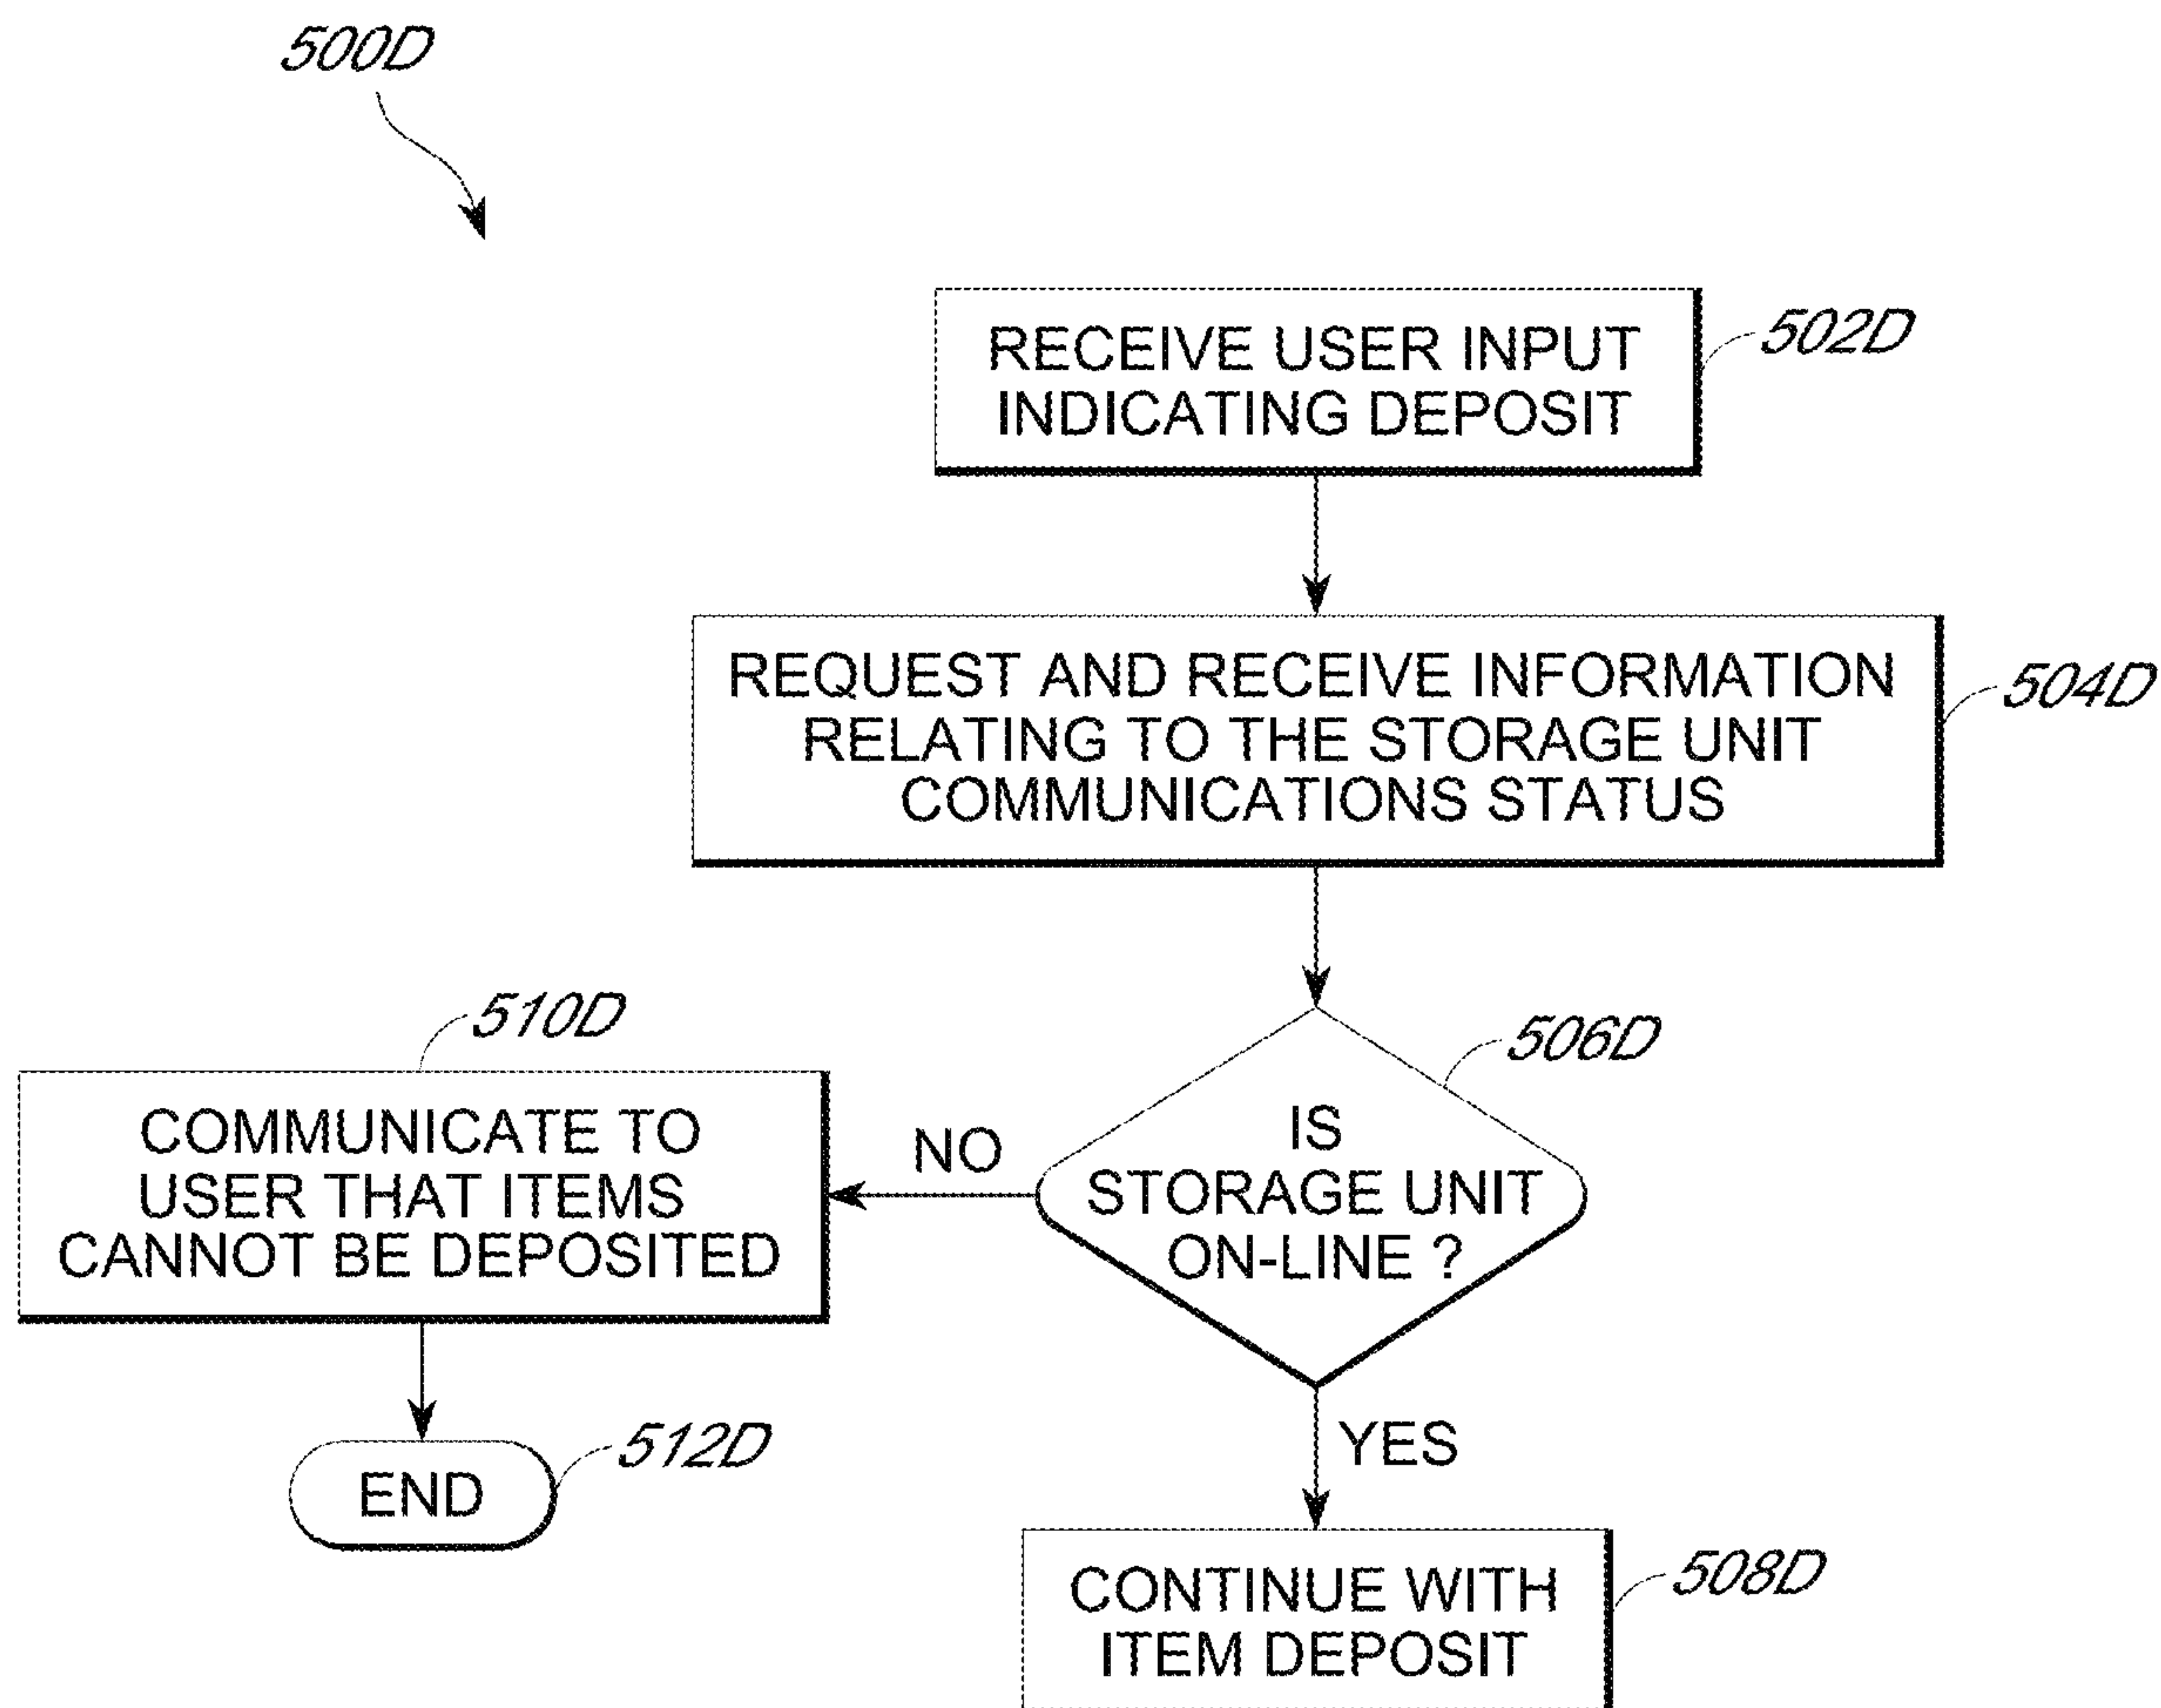 500D
RECEIVE USER INPUT
INDICATING DEPOSIT
502D
REQUEST AND RECEIVE INFORMATION
RELATING TO THE STORAGE UNIT
COMMUNICATIONS STATUS
504D
IS
STORAGE UNIT
ON-LINE ?
506D
NO
510D
COMMUNICATE TO
USER THAT ITEMS
CANNOT BE DEPOSITED
END
512D
YES
CONTINUE WITH
ITEM DEPOSIT
508D